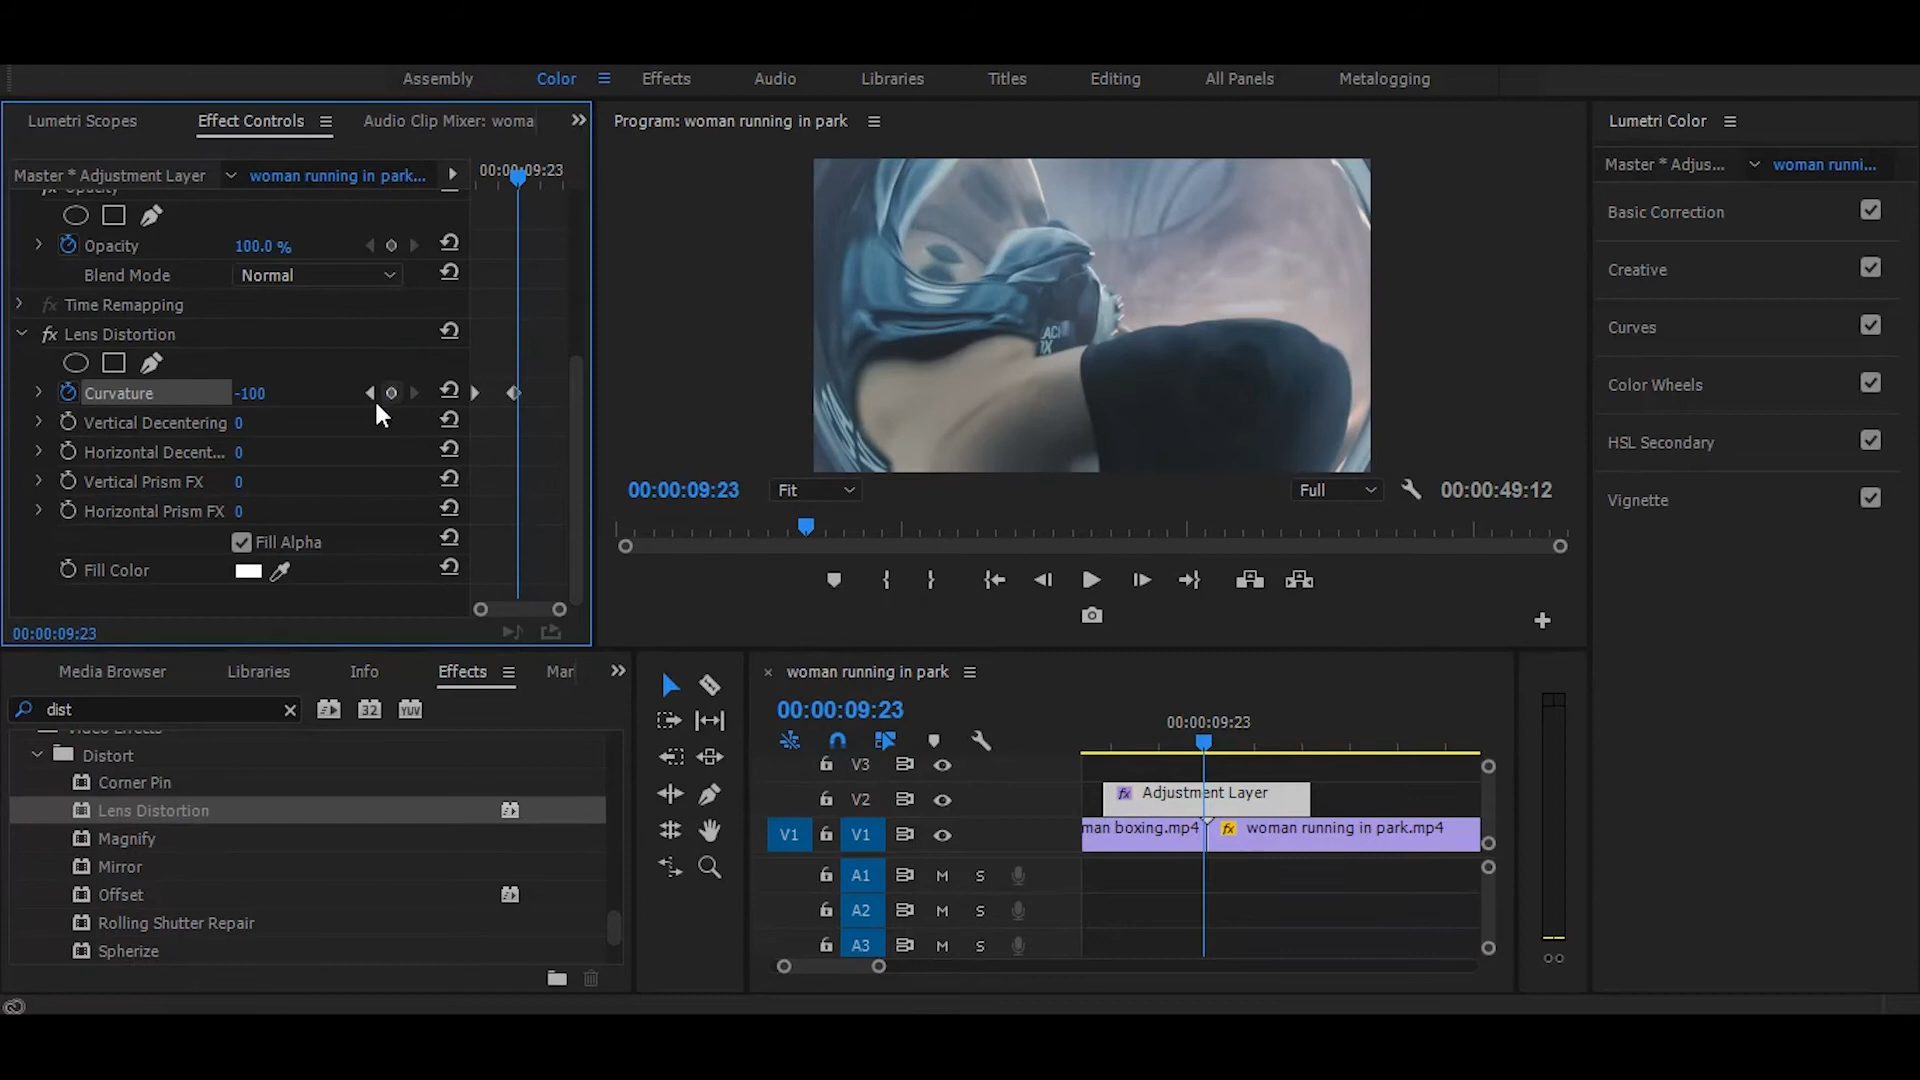 Assembly
Color
Effects
Audio
Libraries
Titles
Editing
All Panels
Metalogging
Lumetri Scopes
Effect Controls
Audio Clip Mixer: woma
Program: woman running in park
Lumetri Color
Master * Adjustment Layer
woman running in park...
00:00:09:23
Master * Adjus...
woman runni...
Opacity
Opacity
100.0 %
Blend Mode
Normal
Time Remapping
fx Lens Distortion
Curvature
-100
Vertical Decentering 0
Horizontal Decent... 0
Vertical Prism FX 0
Horizontal Prism FX 0
Fill Alpha
Fill Color
00:00:09:23
Basic Correction
Creative
Curves
Color Wheels
HSL Secondary
Vignette
00:00:09:23
Fit
Full
00:00:49:12
Media Browser
Libraries
Info
Effects
Mar
dist
32
YUV
Video Effects
Distort
Corner Pin
Lens Distortion
Magnify
Mirror
Offset
Rolling Shutter Repair
Spherize
woman running in park
00:00:09:23
00:00:09:23
V3
V2
fx Adjustment Layer
V1
V1
man boxing.mp4
fx woman running in park.mp4
A1 M S
A2 M S
A3 M S